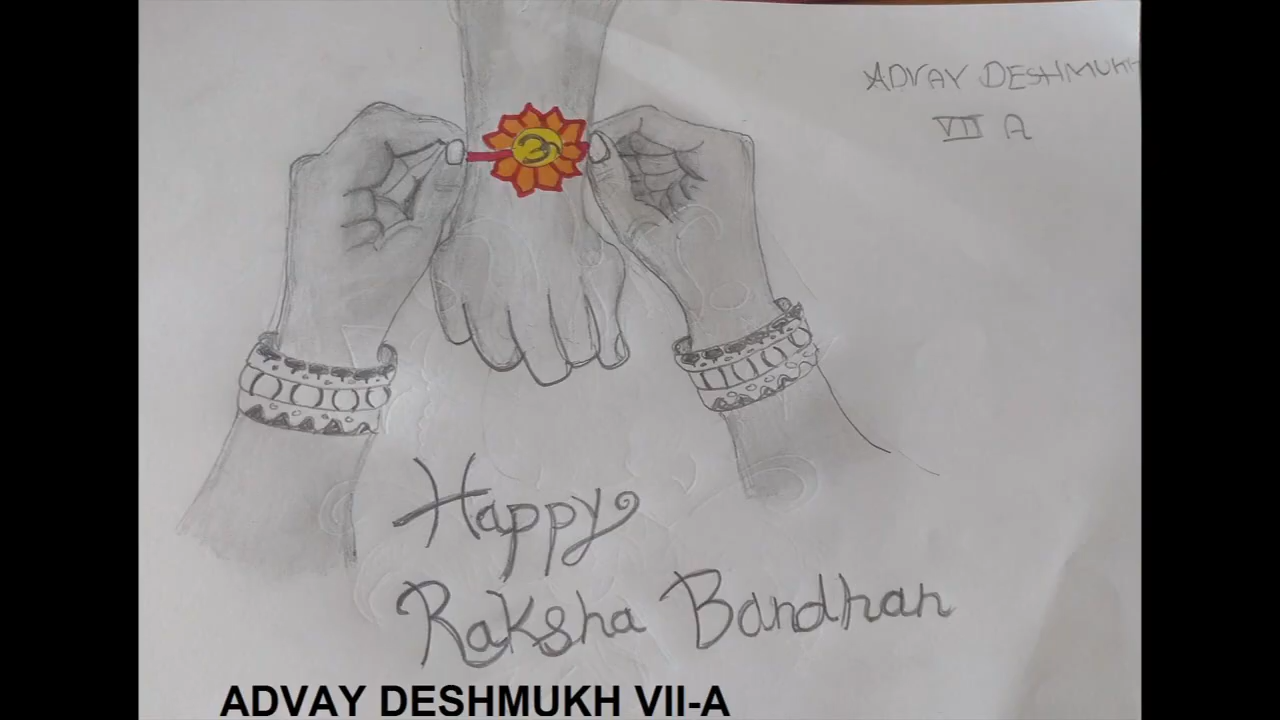 ADVAY DESHMUKH
VII A
ॐ
Happy
Raksha Bandhan
ADVAY DESHMUKH VII-A